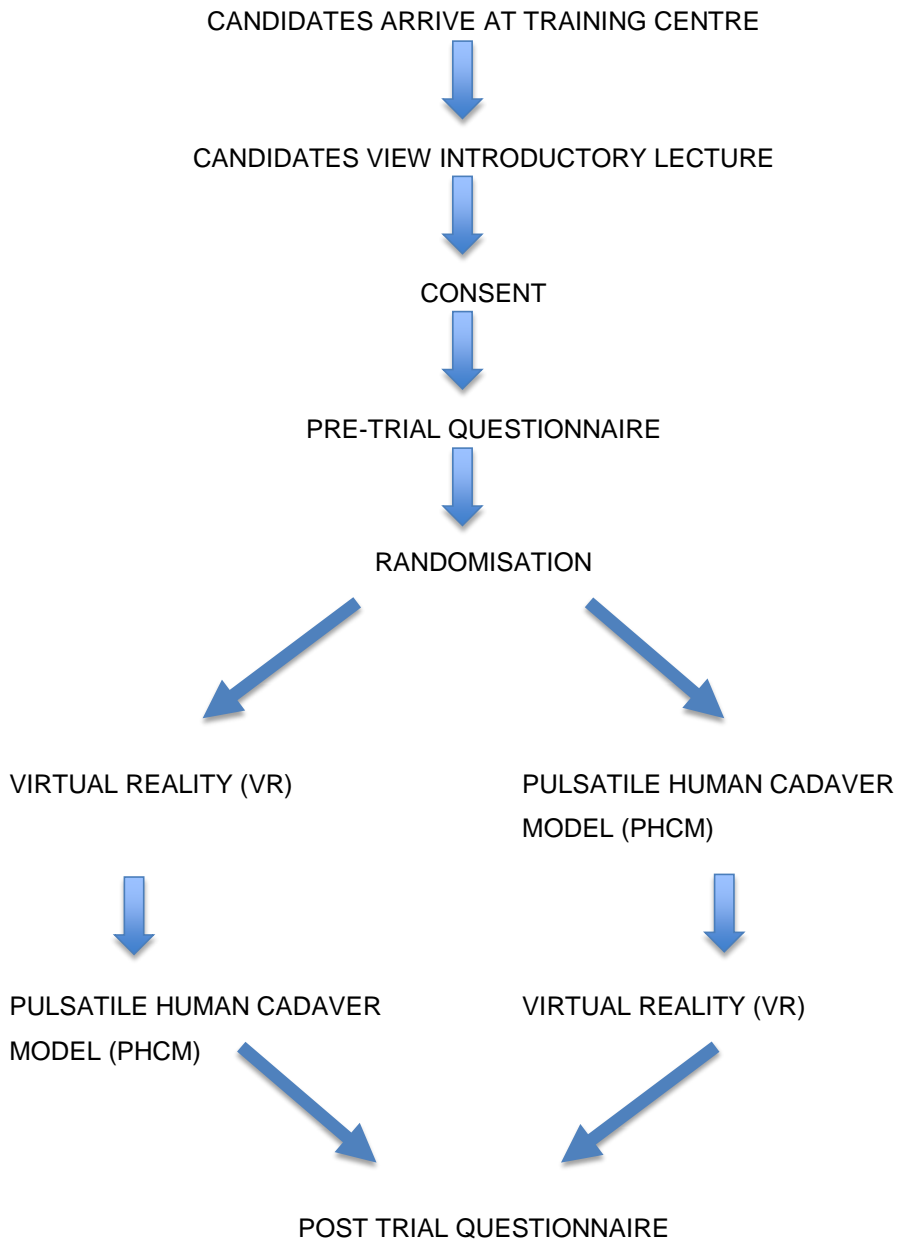 CANDIDATES ARRIVE AT TRAINING CENTRE
CANDIDATES VIEW INTRODUCTORY LECTURE
CONSENT
PRE-TRIAL QUESTIONNAIRE
RANDOMISATION
VIRTUAL REALITY (VR)
PULSATILE HUMAN CADAVER
MODEL (PHCM)
PULSATILE HUMAN CADAVER
MODEL (PHCM)
VIRTUAL REALITY (VR)
POST TRIAL QUESTIONNAIRE